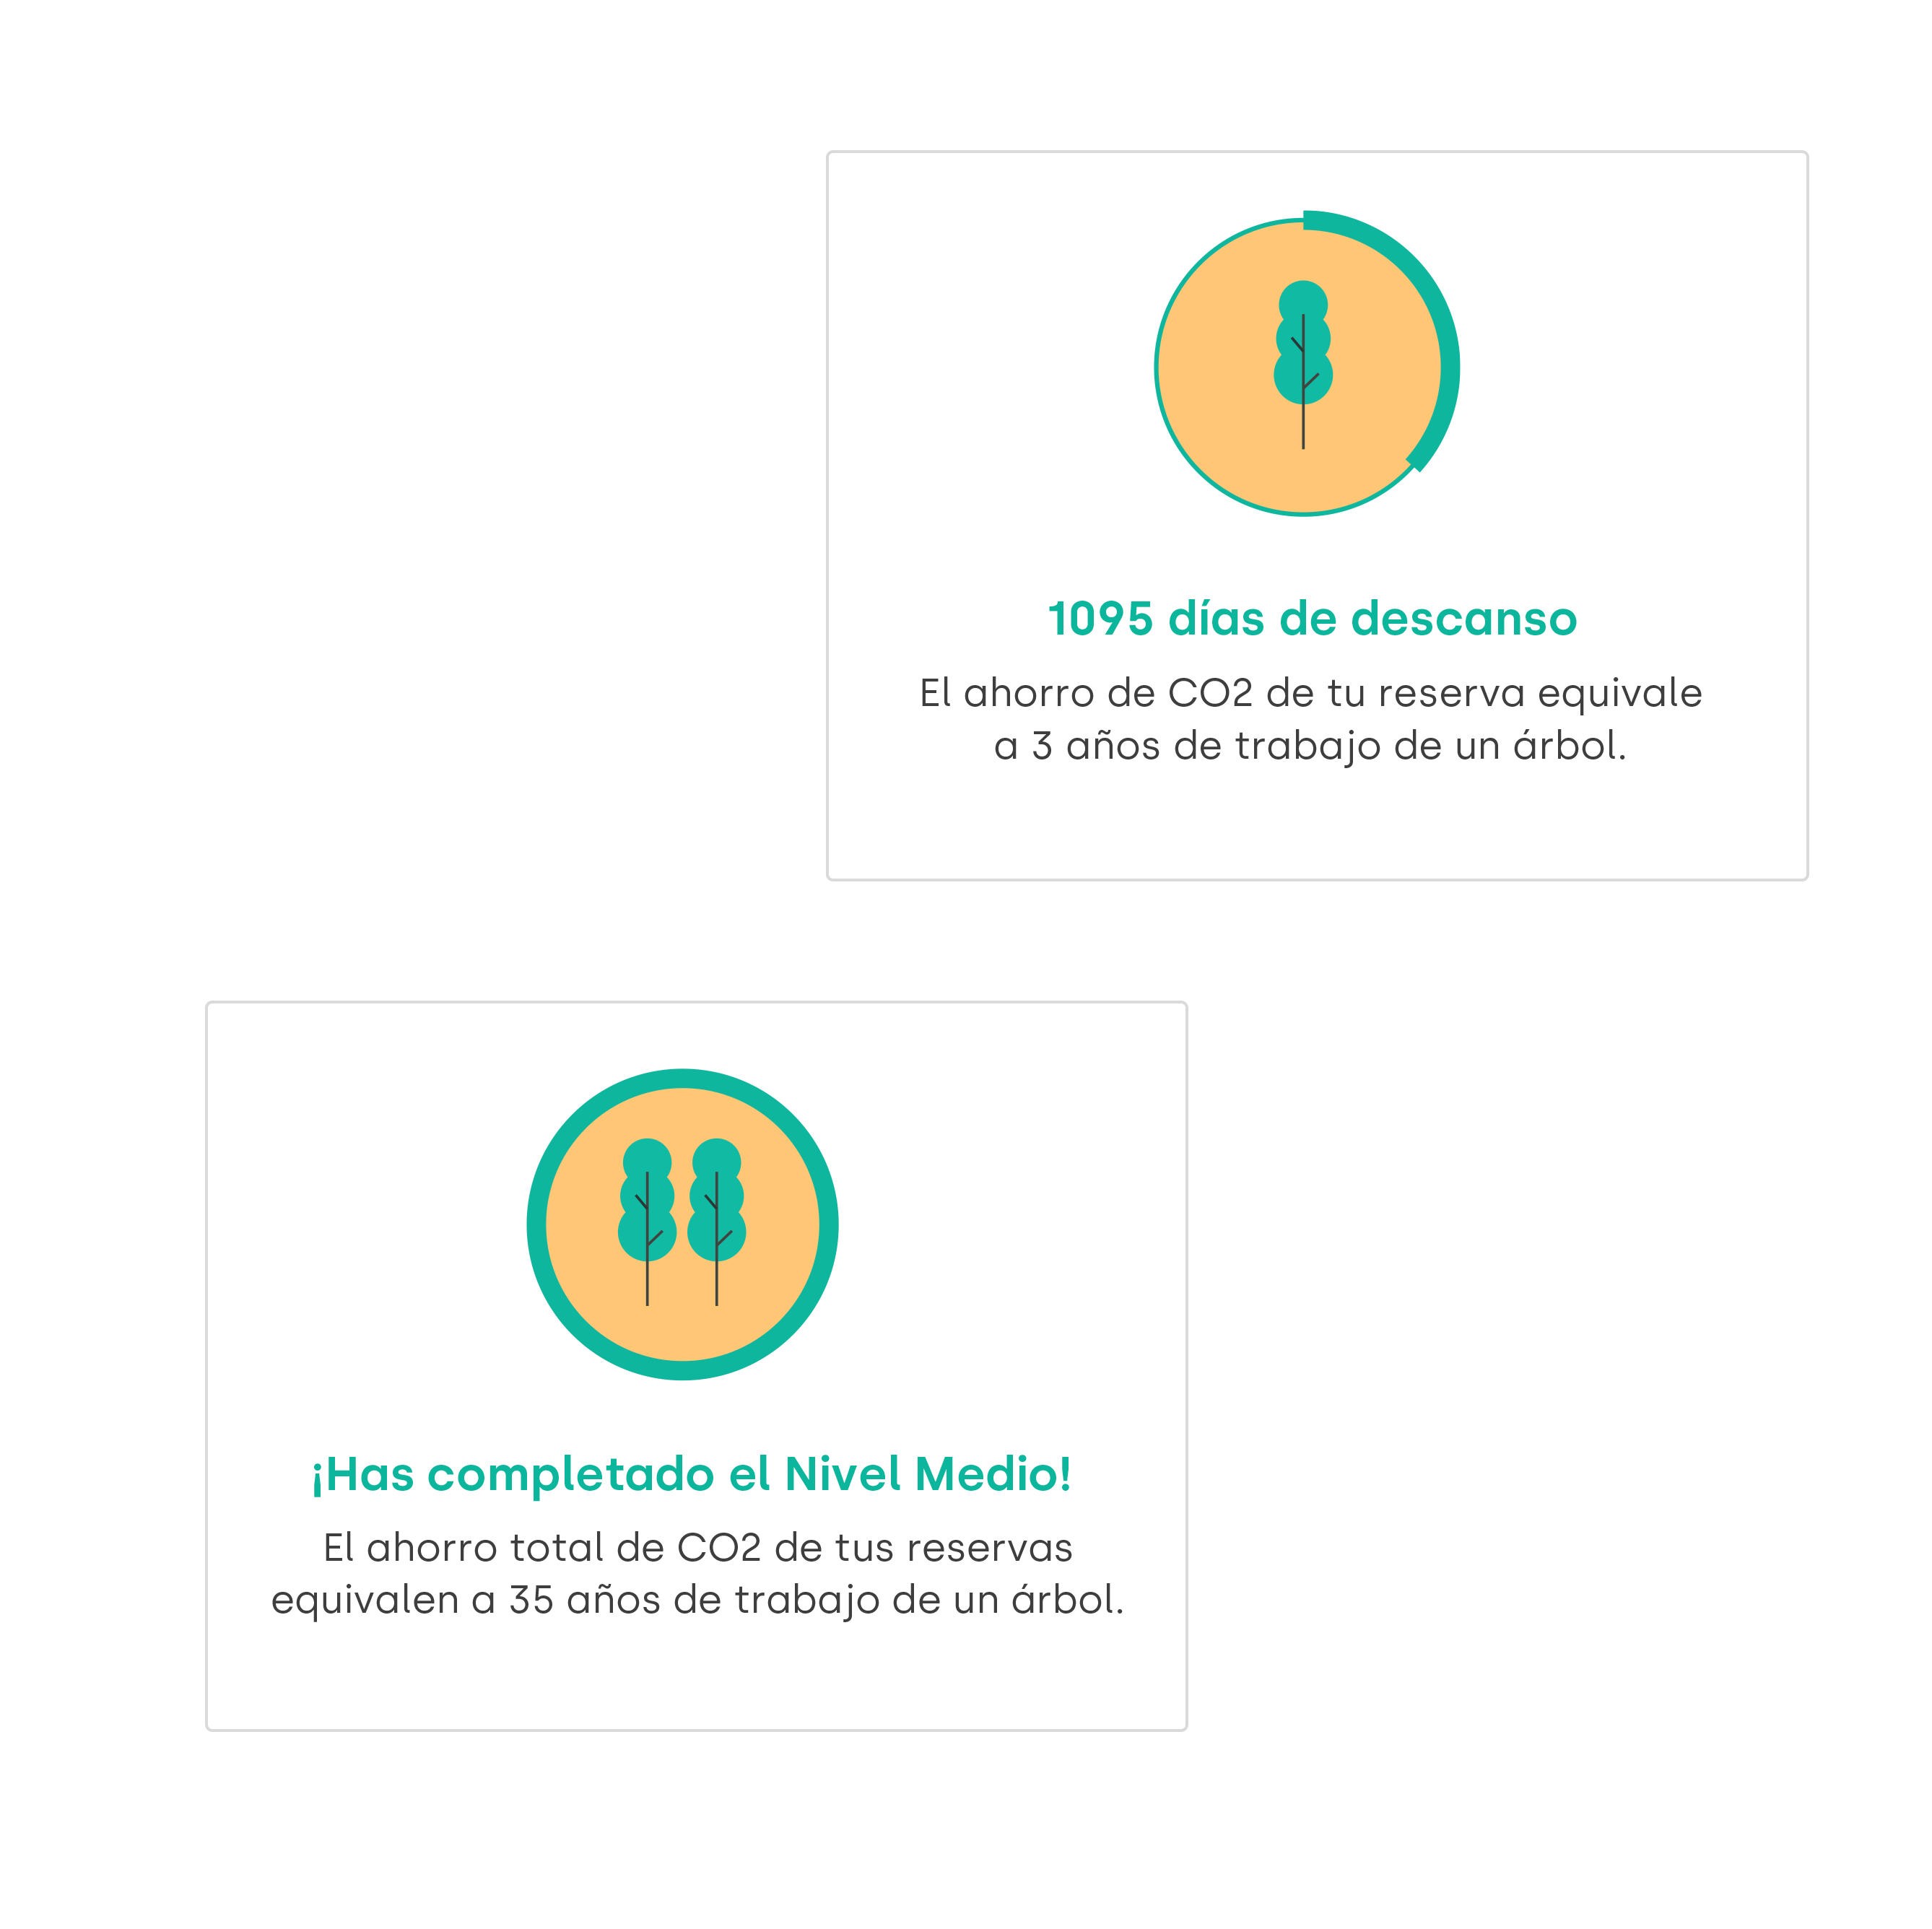 1095 días de descanso
El ahorro de CO2 de tu reserva equivale
a 3 años de trabajo de un árbol.
¡Has completado el Nivel Medio!
El ahorro total de CO2 de tus reservas
equivalen a 35 años de trabajo de un árbol.